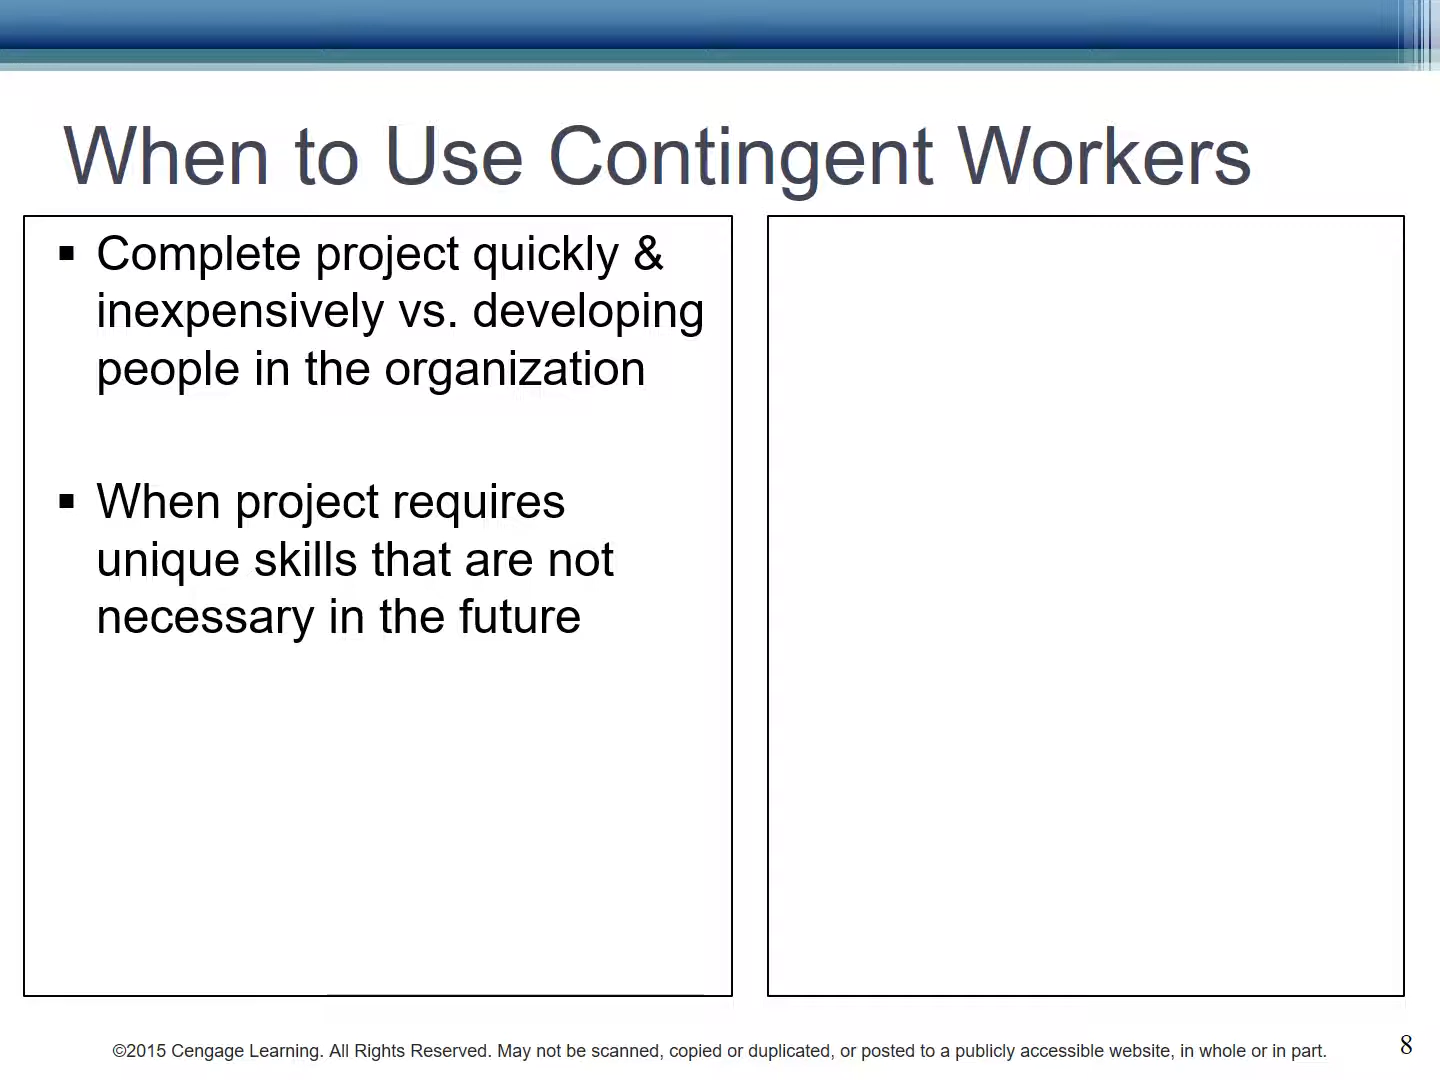 When to Use Contingent Workers
▪ Complete project quickly &
inexpensively vs. developing
people in the organization
▪ When project requires
unique skills that are not
necessary in the future
©2015 Cengage Learning. All Rights Reserved. May not be scanned, copied or duplicated, or posted to a publicly accessible website, in whole or in part.
8